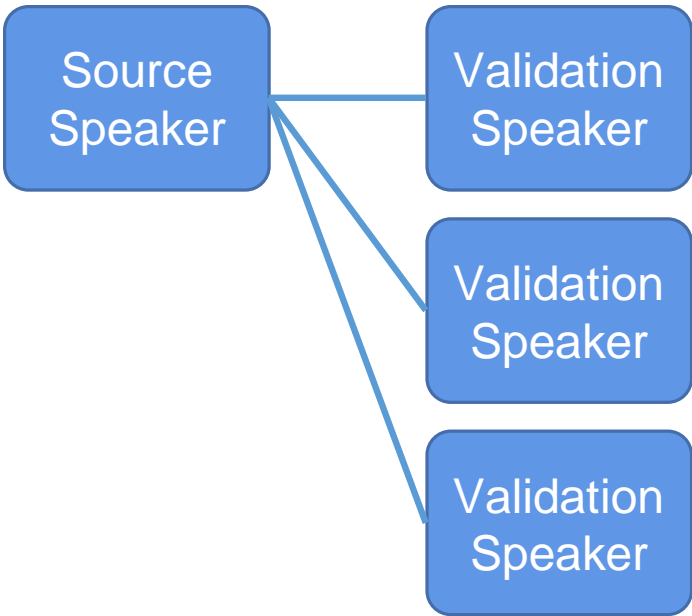 Source
Speaker
Validation
Speaker
Validation
Speaker
Validation
Speaker